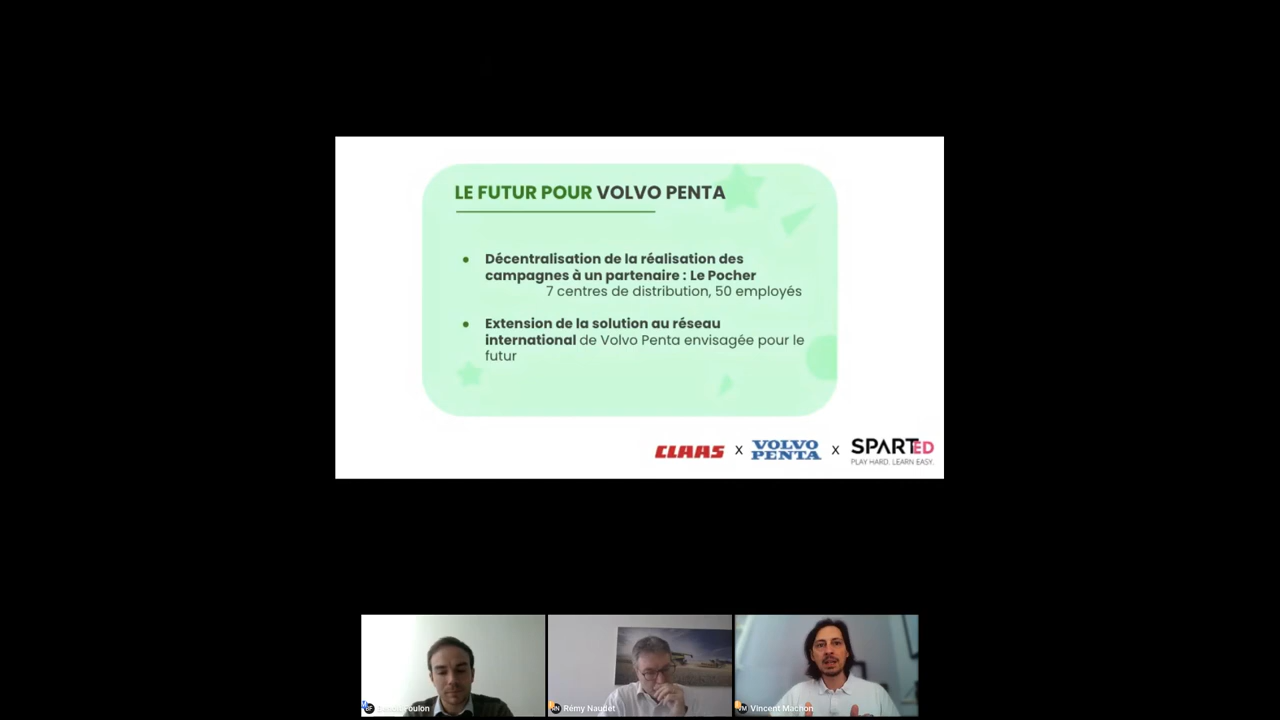 LE FUTUR POUR VOLVO PENTA
● Décentralisation de la réalisation des
campagnes à un partenaire : Le Pocher
7 centres de distribution, 50 employés
● Extension de la solution au réseau
international de Volvo Penta envisagée pour le
futur
CLAAS X VOLVO PENTA X SPARTED
PLAY HARD. LEARN EASY.
RN Rémy Naudet
VM Vincent Machon